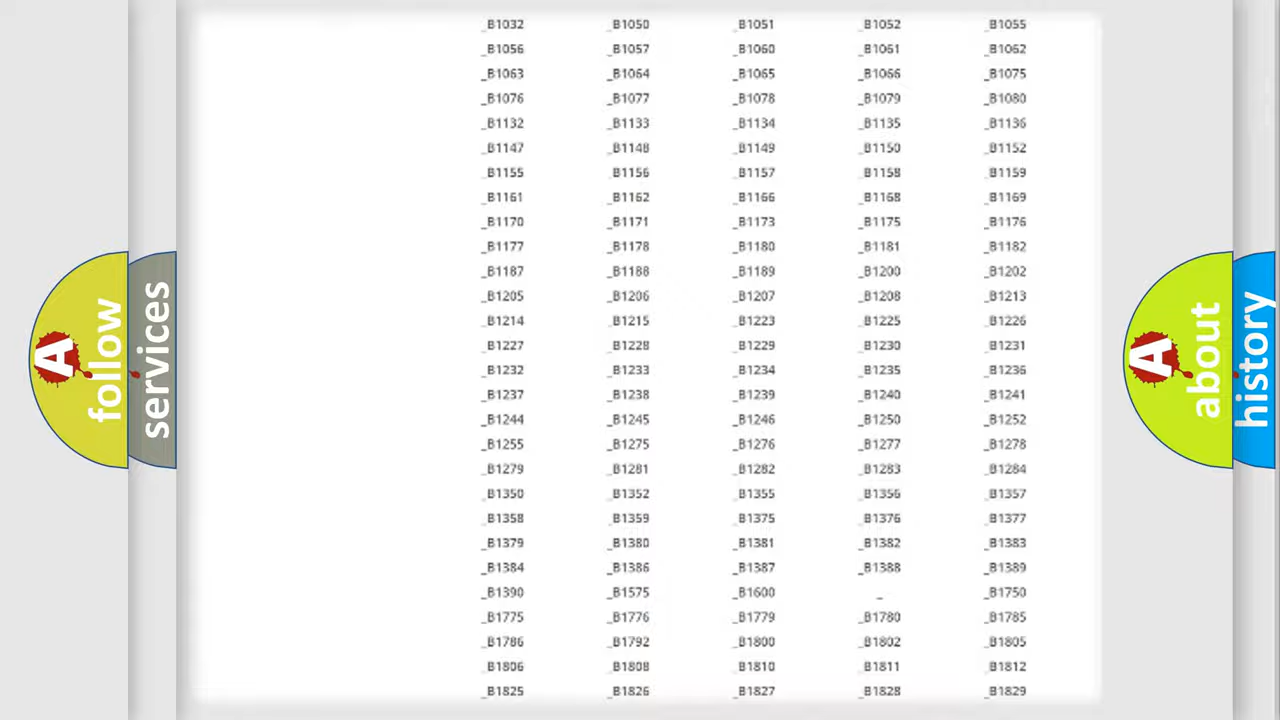 _B1032 _B1050 _B1051 _B1052 _B1055
_B1056 _B1057 _B1060 _B1061 _B1062
_B1063 _B1064 _B1065 _B1066 _B1075
_B1076 _B1077 _B1078 _B1079 _B1080
_B1132 _B1133 _B1134 _B1135 _B1136
_B1147 _B1148 _B1149 _B1150 _B1152
_B1155 _B1156 _B1157 _B1158 _B1159
_B1161 _B1162 _B1166 _B1168 _B1169
_B1170 _B1171 _B1173 _B1175 _B1176
_B1177 _B1178 _B1180 _B1181 _B1182
_B1187 _B1188 _B1189 _B1200 _B1202
_B1205 _B1206 _B1207 _B1208 _B1213
_B1214 _B1215 _B1223 _B1225 _B1226
_B1227 _B1228 _B1229 _B1230 _B1231
_B1232 _B1233 _B1234 _B1235 _B1236
_B1237 _B1238 _B1239 _B1240 _B1241
_B1244 _B1245 _B1246 _B1250 _B1252
_B1255 _B1275 _B1276 _B1277 _B1278
_B1279 _B1281 _B1282 _B1283 _B1284
_B1350 _B1352 _B1355 _B1356 _B1357
_B1358 _B1359 _B1375 _B1376 _B1377
_B1379 _B1380 _B1381 _B1382 _B1383
_B1384 _B1386 _B1387 _B1388 _B1389
_B1390 _B1575 _B1600 _ _B1750
_B1775 _B1776 _B1779 _B1780 _B1785
_B1786 _B1792 _B1800 _B1802 _B1805
_B1806 _B1808 _B1810 _B1811 _B1812
_B1825 _B1826 _B1827 _B1828 _B1829
A
follow
services
A
about
history